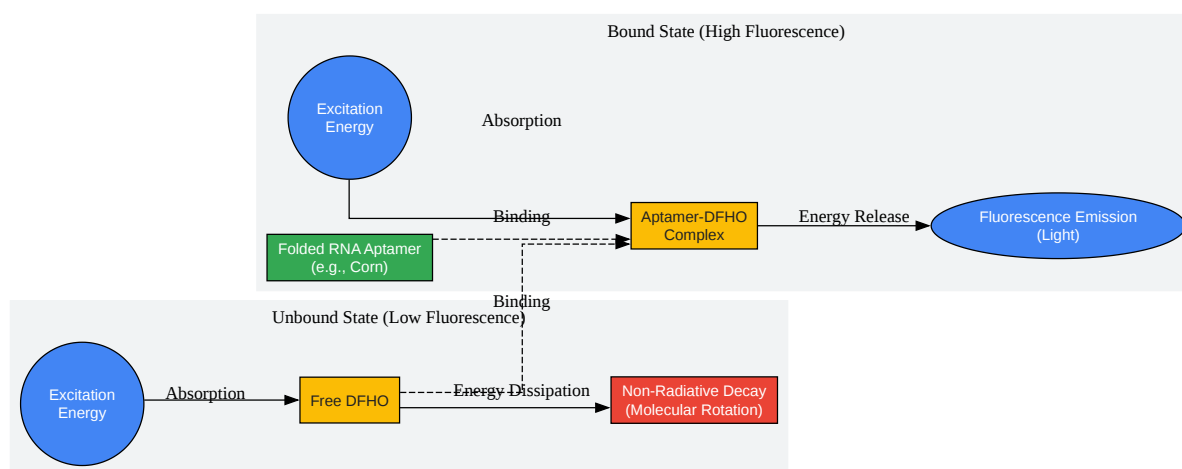 Bound State (High Fluorescence)
Excitation
Energy
Absorption
Binding
Aptamer-DFHO
Complex
Energy Release
Fluorescence Emission
(Light)
Folded RNA Aptamer
(e.g., Corn)
Binding
Unbound State (Low Fluorescence)
Excitation
Energy
Absorption
Free DFHO
Energy Dissipation
Non-Radiative Decay
(Molecular Rotation)